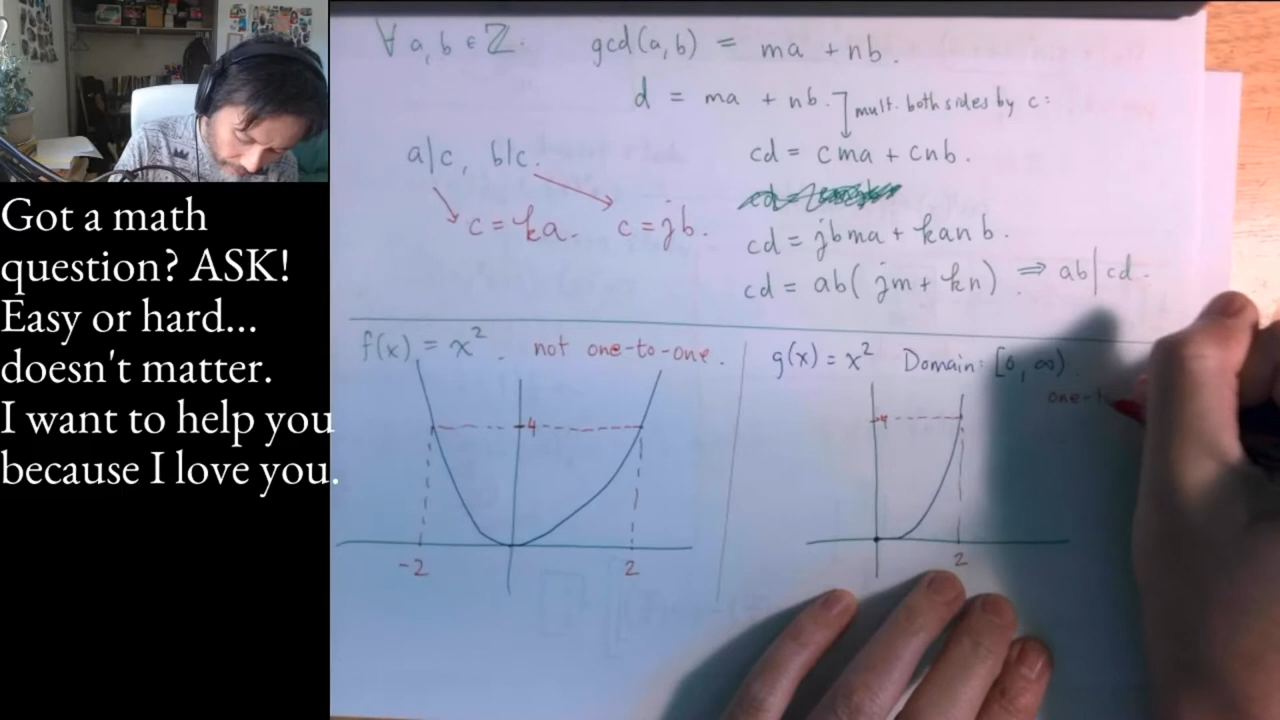 Got a math
question? ASK!
Easy or hard...
doesn't matter.
I want to help you
because I love you.
∀ a, b ∈ ℤ. gcd(a,b) = ma + nb.
d = ma + nb. mult. both sides by c:
a|c, b|c. cd = cma + cnb.
c = ka. c = jb. cd = jbma + kanb.
cd = ab(jm + kn) ⇒ ab|cd.
f(x) = x². not one-to-one.
4
-2 2
g(x) = x² Domain: [0, ∞).
one-t
4
2